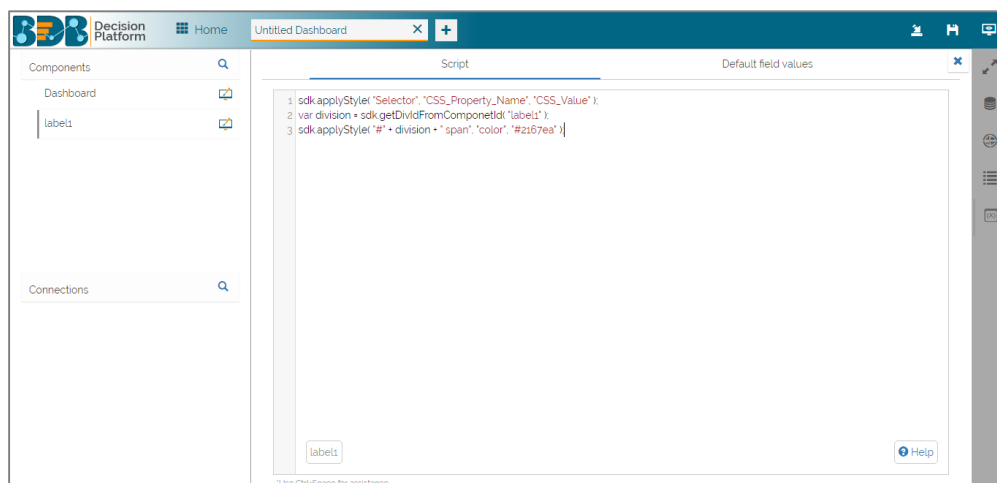 BDB Decision Platform
Home
Untitled Dashboard
Components
Dashboard
label1
Connections
Script
Default field values
1 sdk.applyStyle( "Selector", "CSS_Property_Name", "CSS_Value" );
2 var division = sdk.getDivIdFromComponetId( "label1" );
3 sdk.applyStyle( "#" + division + " span", "color", "#2167ea" );
label1
Help